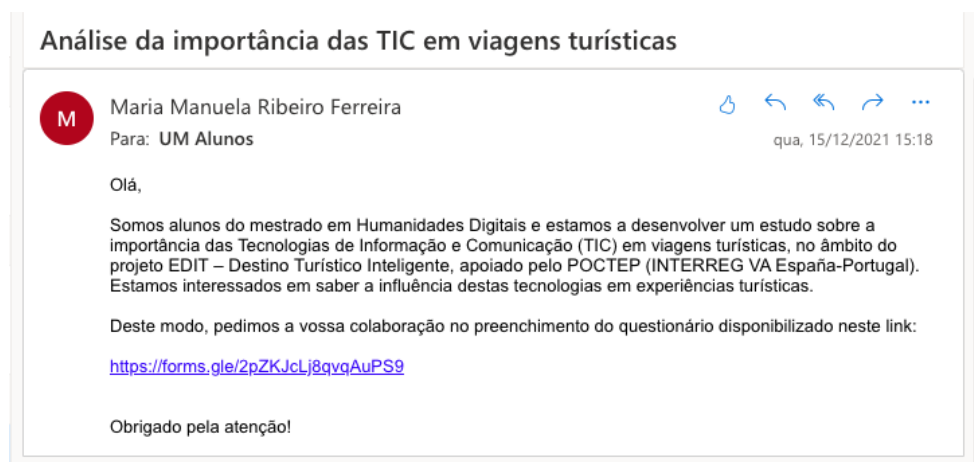 Análise da importância das TIC em viagens turísticas
M
Maria Manuela Ribeiro Ferreira
Para: UM Alunos
qua, 15/12/2021 15:18
Olá,
Somos alunos do mestrado em Humanidades Digitais e estamos a desenvolver um estudo sobre a
importância das Tecnologias de Informação e Comunicação (TIC) em viagens turísticas, no âmbito do
projeto EDIT – Destino Turístico Inteligente, apoiado pelo POCTEP (INTERREG VA España-Portugal).
Estamos interessados em saber a influência destas tecnologias em experiências turísticas.
Deste modo, pedimos a vossa colaboração no preenchimento do questionário disponibilizado neste link:
https://forms.gle/2pZKJcLj8qvqAuPS9
Obrigado pela atenção!